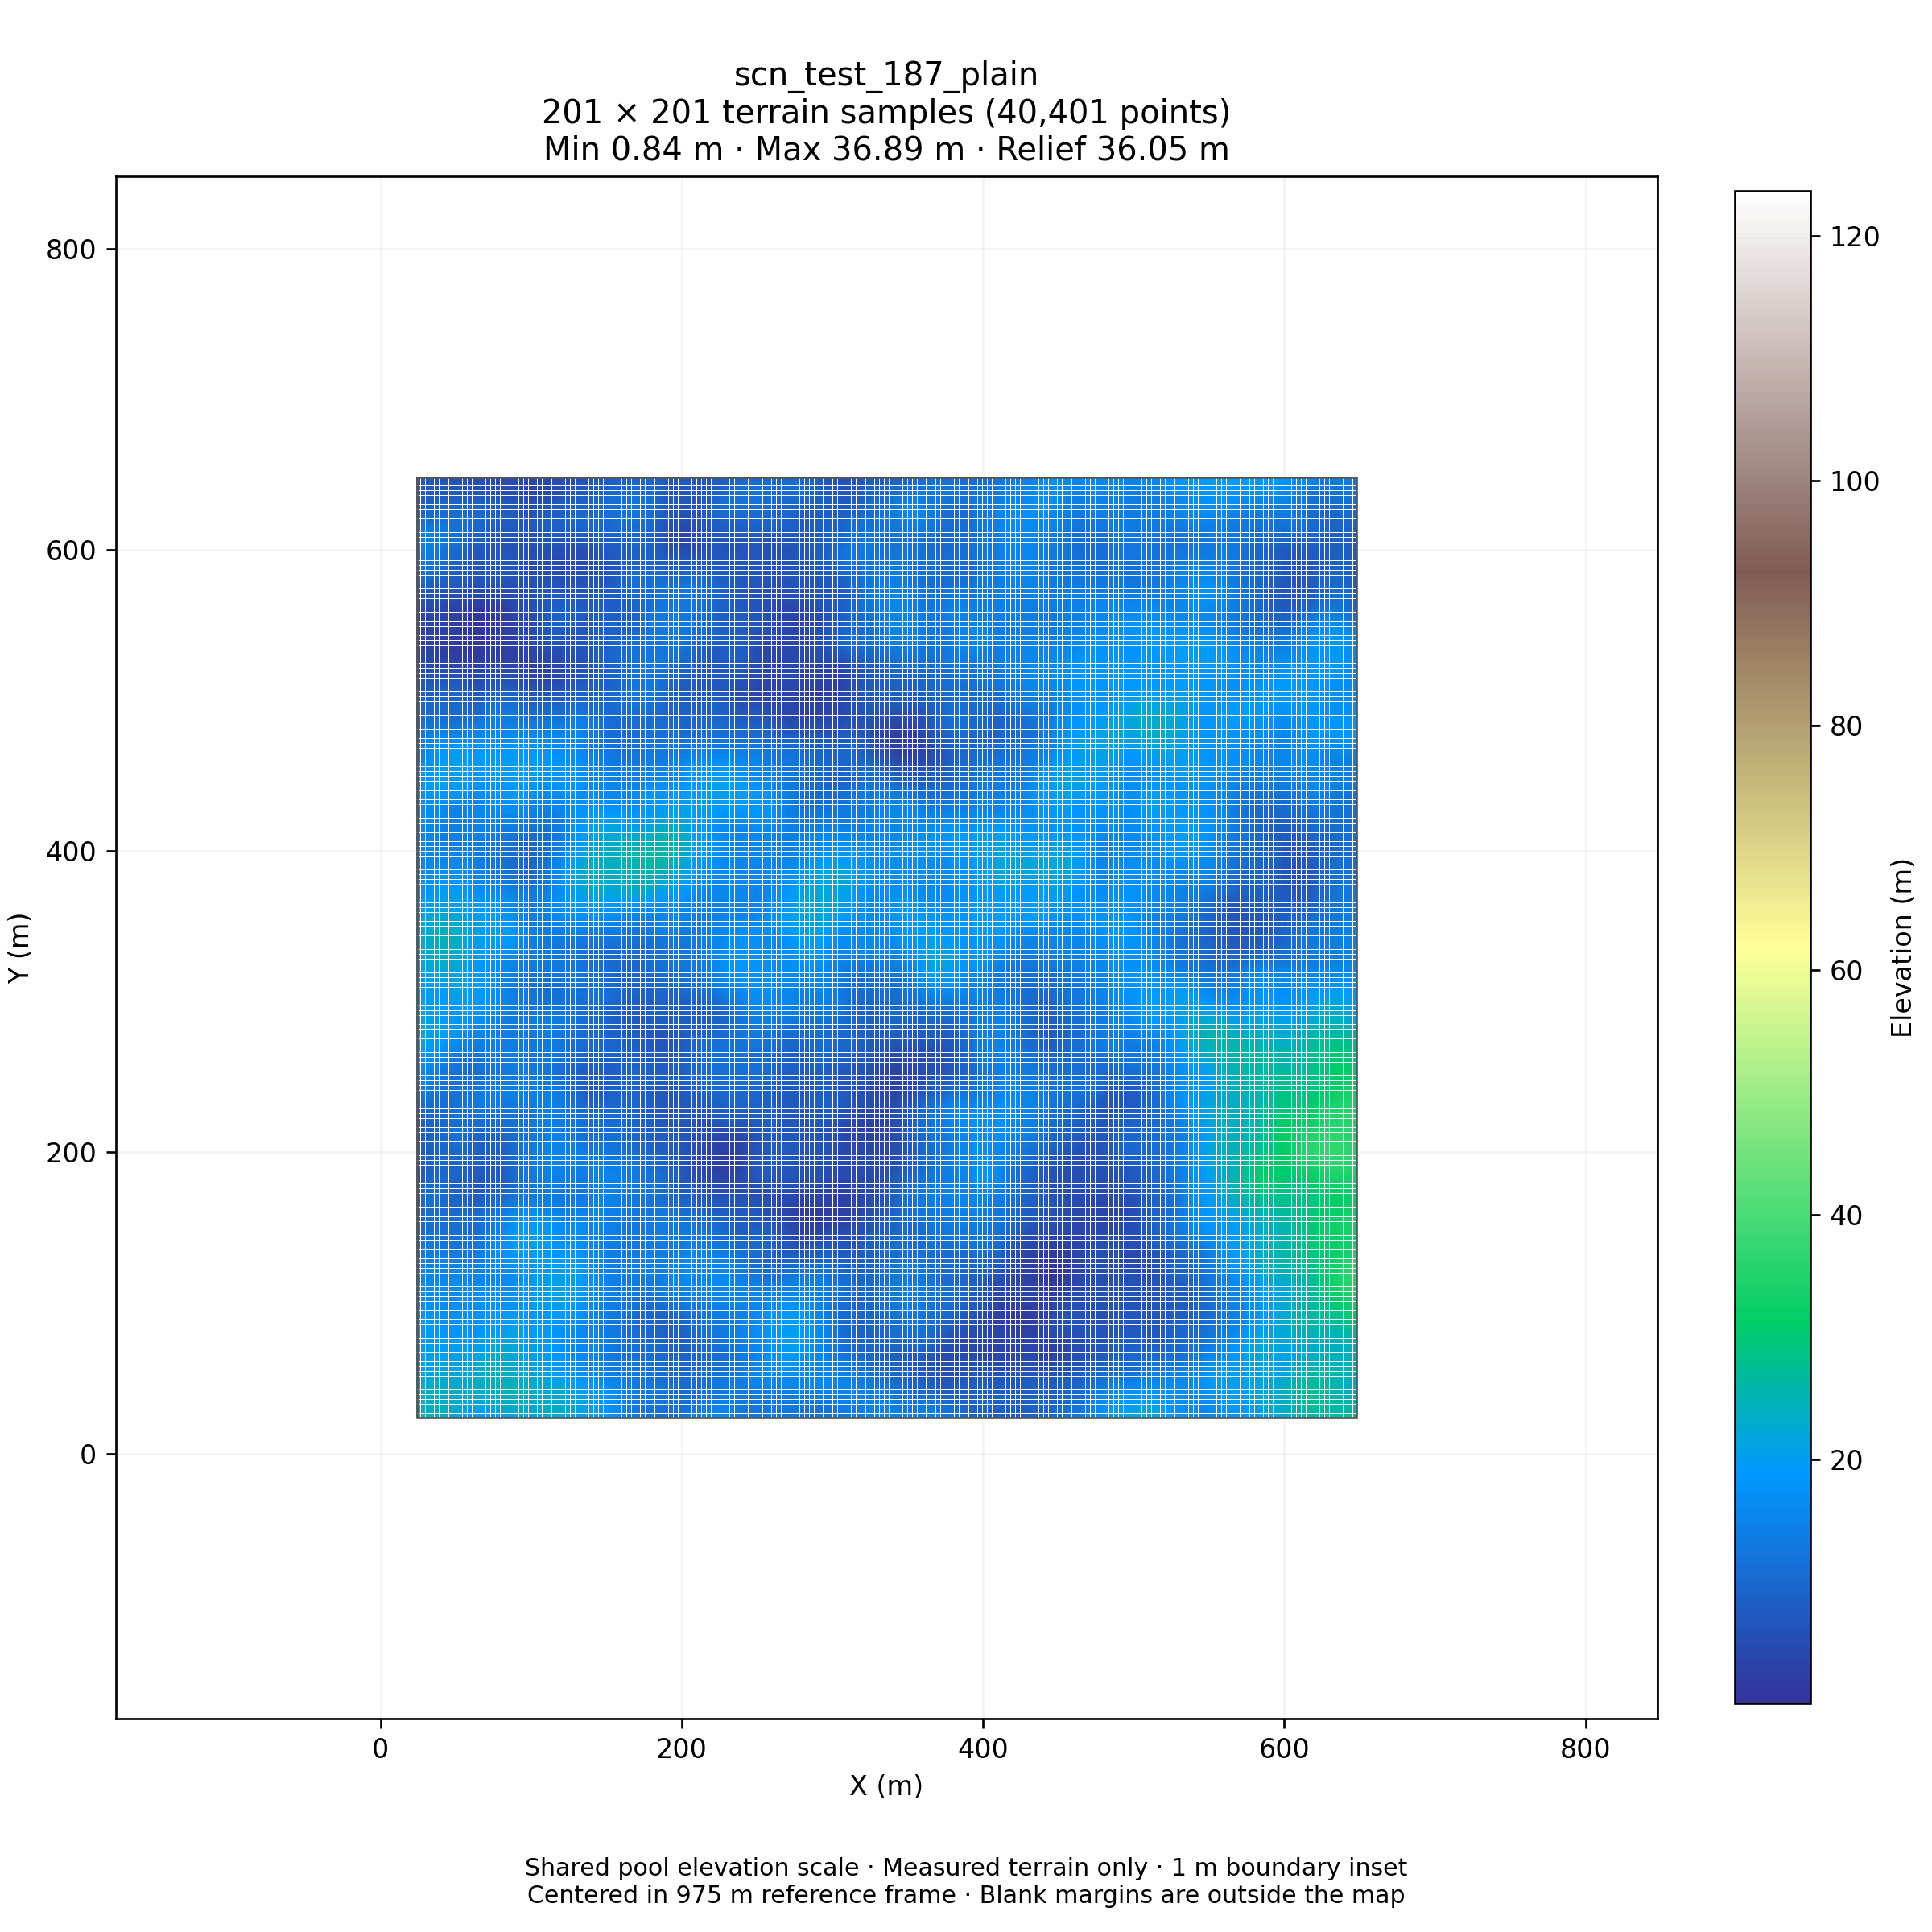 scn_test_187_plain
201 × 201 terrain samples (40,401 points)
Min 0.84 m · Max 36.89 m · Relief 36.05 m
800
600
400
200
0
Y (m)
0
200
400
600
800
X (m)
120
100
80
60
40
20
Elevation (m)
Shared pool elevation scale · Measured terrain only · 1 m boundary inset
Centered in 975 m reference frame · Blank margins are outside the map